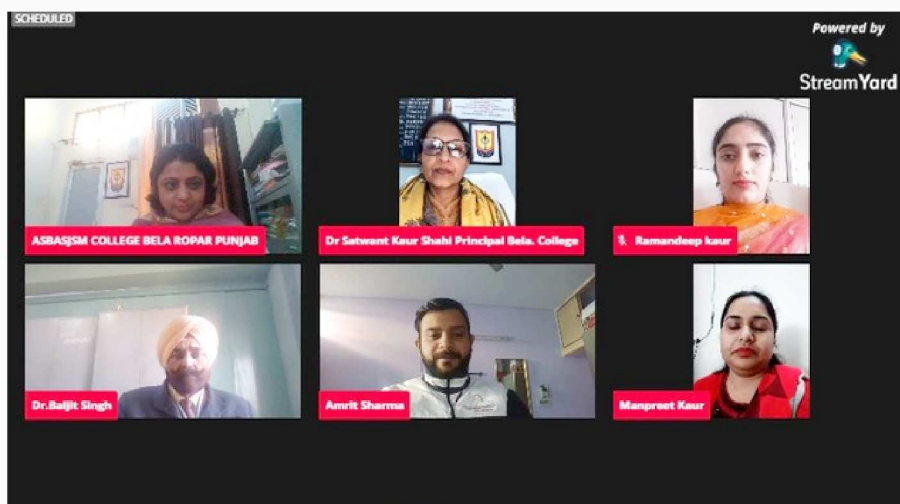 SCHEDULED
Powered by
StreamYard
ASBASJSM COLLEGE BELA ROPAR PUNJAB
Dr Satwant Kaur Shahi Principal Bela. College
Ramandeep kaur
Dr.Baljit Singh
Amrit Sharma
Manpreet Kaur